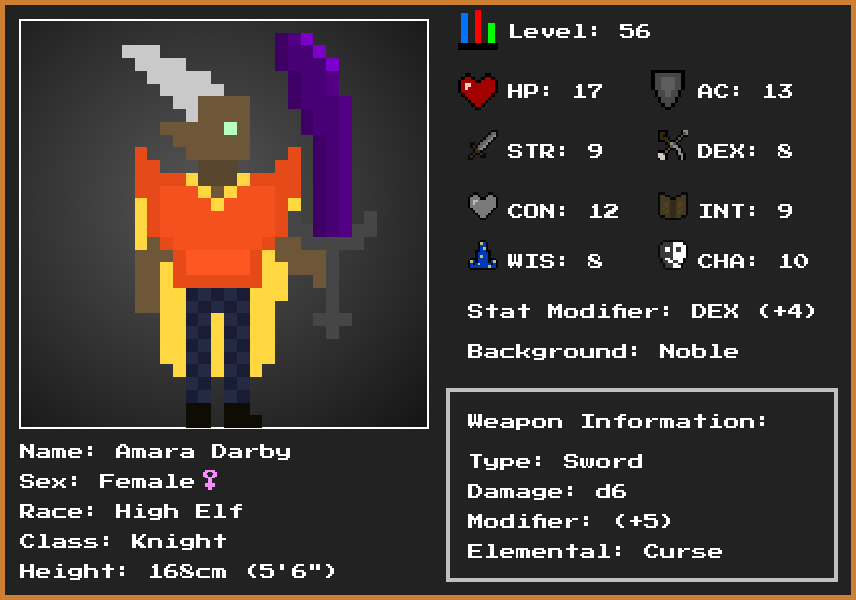 Level: 56
HP: 17 AC: 13
STR: 9 DEX: 8
CON: 12 INT: 9
WIS: 8 CHA: 10
Stat Modifier: DEX (+4)
Background: Noble
Weapon Information:
Type: Sword
Damage: d6
Modifier: (+5)
Elemental: Curse
Name: Amara Darby
Sex: Female♀
Race: High Elf
Class: Knight
Height: 168cm (5'6")